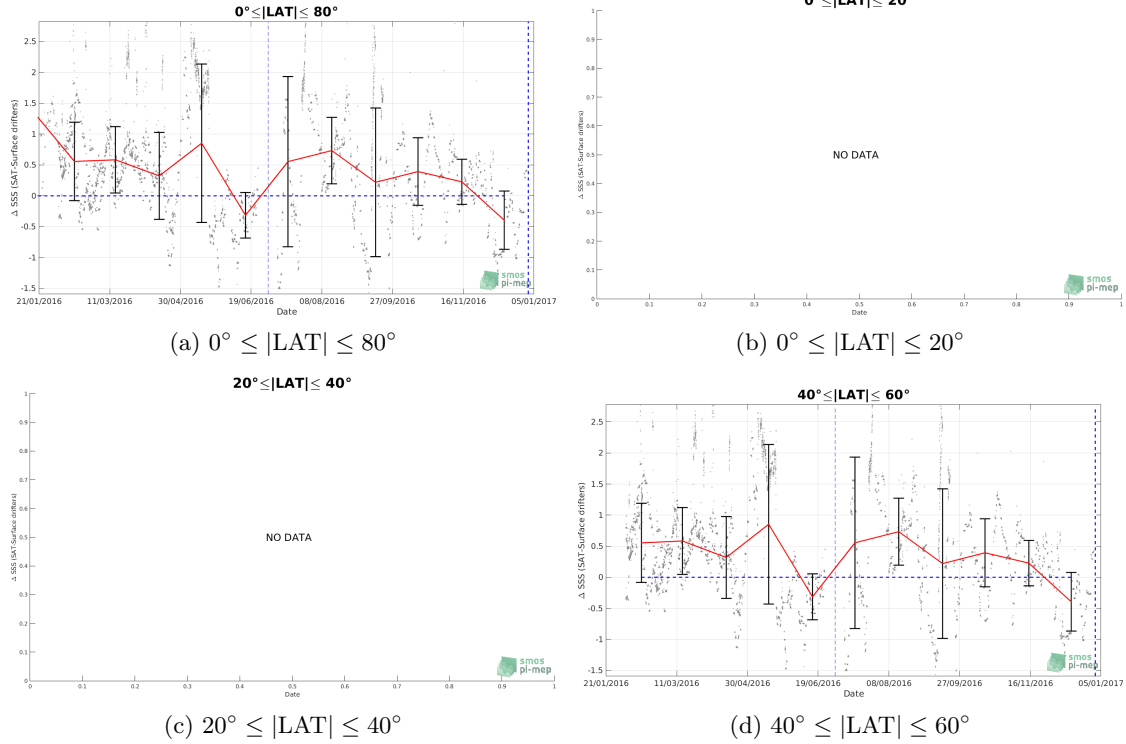 0°≤|LAT|≤ 80°
2.5
2
1.5
1
0.5
0
-0.5
-1
-1.5
Δ SSS (SAT-Surface drifters)
21/01/2016 11/03/2016 30/04/2016 19/06/2016 08/08/2016 27/09/2016 16/11/2016 05/01/2017
Date
smos
pi-mep
(a) 0° ≤ |LAT| ≤ 80°
0°≤|LAT|≤ 20°
1
0.9
0.8
0.7
0.6
0.5
0.4
0.3
0.2
0.1
0
Δ SSS (SAT-Surface drifters)
NO DATA
0 0.1 0.2 0.3 0.4 0.5 0.6 0.7 0.8 0.9 1
Date
smos
pi-mep
(b) 0° ≤ |LAT| ≤ 20°
20°≤|LAT|≤ 40°
1
0.9
0.8
0.7
0.6
0.5
0.4
0.3
0.2
0.1
0
Δ SSS (SAT-Surface drifters)
NO DATA
0 0.1 0.2 0.3 0.4 0.5 0.6 0.7 0.8 0.9 1
Date
smos
pi-mep
(c) 20° ≤ |LAT| ≤ 40°
40°≤|LAT|≤ 60°
2.5
2
1.5
1
0.5
0
-0.5
-1
-1.5
Δ SSS (SAT-Surface drifters)
21/01/2016 11/03/2016 30/04/2016 19/06/2016 08/08/2016 27/09/2016 16/11/2016 05/01/2017
Date
smos
pi-mep
(d) 40° ≤ |LAT| ≤ 60°